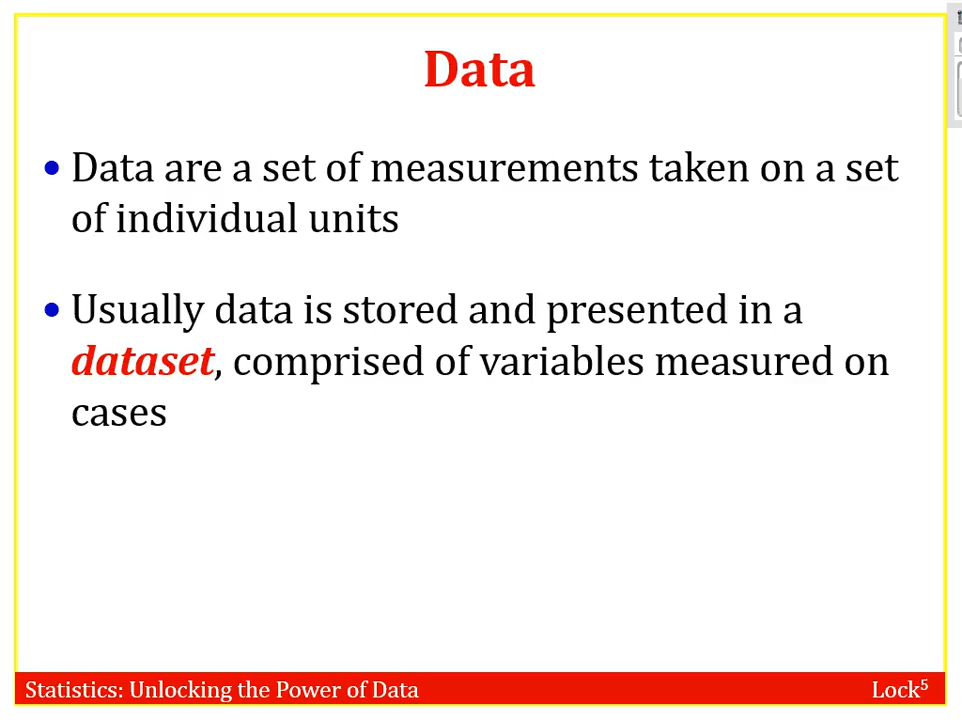 Data
• Data are a set of measurements taken on a set
of individual units
• Usually data is stored and presented in a
dataset, comprised of variables measured on
cases
Statistics: Unlocking the Power of Data
Lock⁵